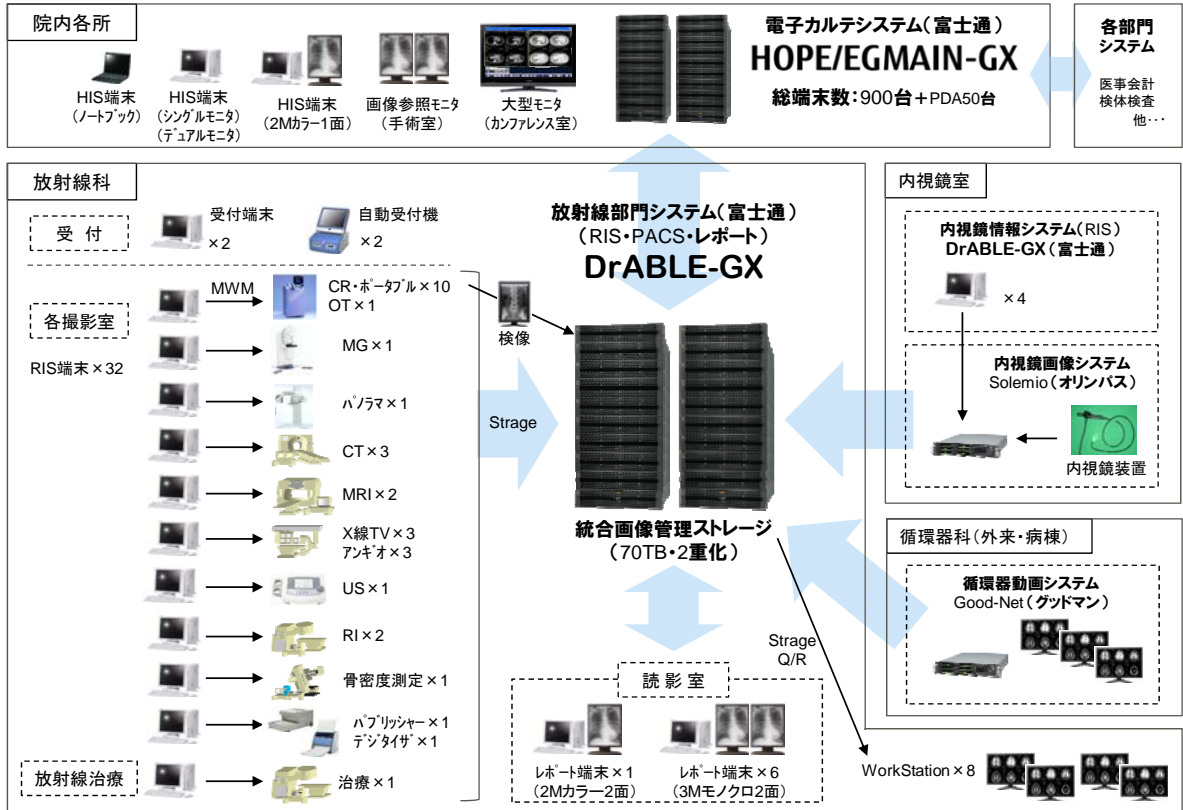 院内各所
HIS端末
(ﾉｰﾄﾌﾞｯｸ)
HIS端末
(ｼﾝｸﾞﾙﾓﾆﾀ)
(ﾃﾞｭｱﾙﾓﾆﾀ)
HIS端末
(2Mカラー1面)
画像参照モニタ
(手術室)
大型モニタ
(ｶﾝﾌｧﾚﾝｽ室)
電子カルテシステム(富士通)
HOPE/EGMAIN-GX
総端末数:900台+PDA50台
各部門
システム
医事会計
検体検査
他･･･
放射線科
受 付
受付端末
×2
自動受付機
×2
各撮影室
RIS端末×32
MWM
CR・ポータブル×10
OT×1
MG×1
ﾊﾟﾉﾗﾏ×1
CT×3
MRI×2
X線TV×3
ｱﾝｷﾞｵ×3
US×1
RI×2
骨密度測定×1
ﾊﾟﾌﾞﾘｯｼｬｰ×1
ﾃﾞｼﾞﾀｲｻﾞ×1
放射線治療
治療×1
検像
Strage
放射線部門システム(富士通)
(RIS・PACS・レポート)
DrABLE-GX
統合画像管理ストレージ
(70TB・2重化)
Strage
Q/R
読 影 室
ﾚﾎﾟｰﾄ端末×1
(2Mカラー2面)
ﾚﾎﾟｰﾄ端末×6
(3Mモノクロ2面)
WorkStation×8
内視鏡室
内視鏡情報システム(RIS)
DrABLE-GX(富士通)
×4
内視鏡画像システム
Solemio(オリンパス)
内視鏡装置
循環器科(外来・病棟)
循環器動画システム
Good-Net(グッドマン)